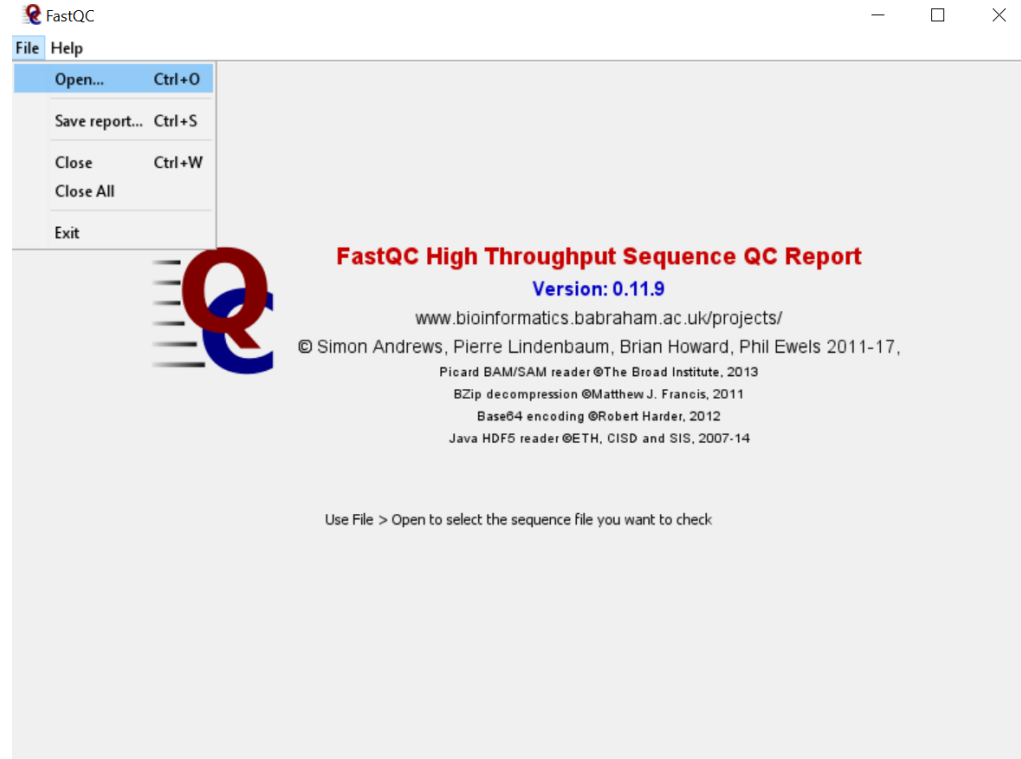 FastQC
File Help
Open... Ctrl+O
Save report... Ctrl+S
Close Ctrl+W
Close All
Exit
FastQC High Throughput Sequence QC Report
Version: 0.11.9
www.bioinformatics.babraham.ac.uk/projects/
© Simon Andrews, Pierre Lindenbaum, Brian Howard, Phil Ewels 2011-17,
Picard BAM/SAM reader ©The Broad Institute, 2013
BZip decompression ©Matthew J. Francis, 2011
Base64 encoding ©Robert Harder, 2012
Java HDF5 reader ©ETH, CISD and SIS, 2007-14
Use File > Open to select the sequence file you want to check